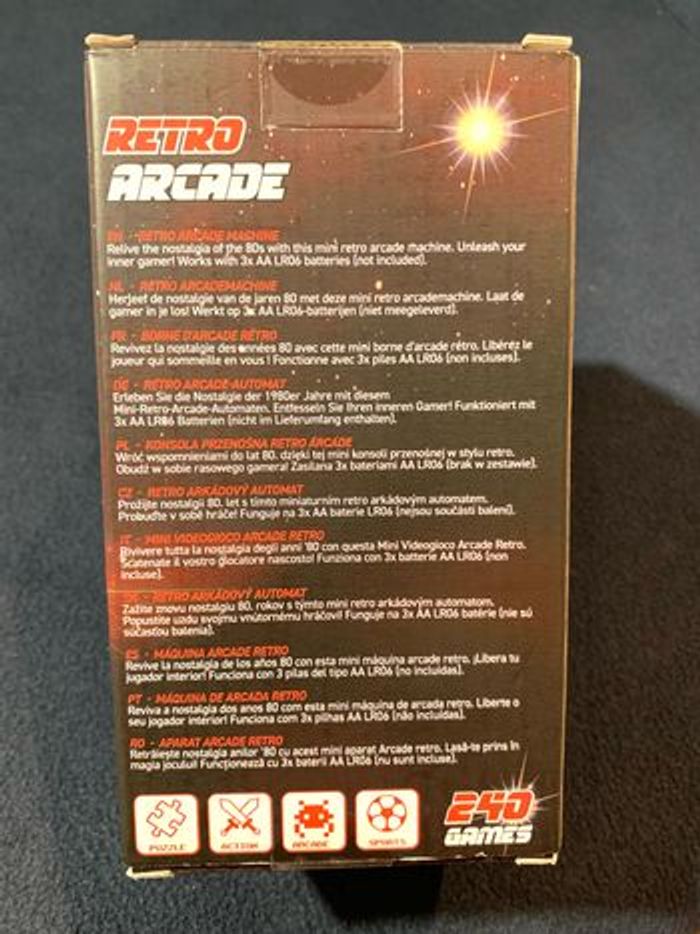 RETRO
ARCADE
EN - RETRO ARCADE MACHINE
Relive the nostalgia of the 80s with this mini retro arcade machine. Unleash your
inner gamer! Works with 3x AA LR06 batteries (not included).
NL - RETRO ARCADEMACHINE
Herleef de nostalgie van de jaren 80 met deze mini retro arcademachine. Laat de
gamer in je los! Werkt op 3x AA LR06-batterijen (niet meegeleverd).
FR - BORNE D'ARCADE RÉTRO
Revivez la nostalgie des années 80 avec cette mini borne d'arcade rétro. Libérez le
joueur qui sommeille en vous ! Fonctionne avec 3x piles AA LR06 (non incluses).
DE - RETRO ARCADE-AUTOMAT
Erleben Sie die Nostalgie der 1980er Jahre mit diesem
Mini-Retro-Arcade-Automaten. Entfesseln Sie Ihren inneren Gamer! Funktioniert mit
3x AA LR06 Batterien (nicht im Lieferumfang enthalten).
PL - KONSOLA PRZENOŚNA RETRO ARCADE
Wróć wspomnieniami do lat 80. dzięki tej mini konsoli przenośnej w stylu retro.
Obudź w sobie rasowego gamera! Zasilana 3x bateriami AA LR06 (brak w zestawie).
CZ - RETRO ARKÁDOVÝ AUTOMAT
Prožijte nostalgii 80. let s tímto miniaturním retro arkádovým automatem.
Probuďte v sobě hráče! Funguje na 3x AA baterie LR06 (nejsou součástí balení).
IT - MINI VIDEOGIOCO ARCADE RETRO
Rivivere tutta la nostalgia degli anni '80 con questa Mini Videogioco Arcade Retro.
Scatenate il vostro giocatore nascosto! Funziona con 3x batterie AA LR06 (non
incluse).
SK - RETRO ARKÁDOVÝ AUTOMAT
Zažite znovu nostalgiu 80. rokov s týmto mini retro arkádovým automatom.
Popustite uzdu svojmu vnútornému hráčovi! Funguje na 3x AA LR06 batérie (nie sú
súčasťou balenia).
ES - MÁQUINA ARCADE RETRO
Revive la nostalgia de los años 80 con esta mini máquina arcade retro. ¡Libera tu
jugador interior! Funciona con 3 pilas del tipo AA LR06 (no incluidas).
PT - MÁQUINA DE ARCADA RETRO
Reviva a nostalgia dos anos 80 com esta mini máquina de arcada retro. Liberte o
seu jogador interior! Funciona com 3x pilhas AA LR06 (não incluídas).
RO - APARAT ARCADE RETRO
Retrăiește nostalgia anilor '80 cu acest mini aparat Arcade retro. Lasă-te prins în
magia jocului! Funcționează cu 3x baterii AA LR06 (nu sunt incluse).
PUZZLE ACTION ARCADE SPORTS
240
GAMES